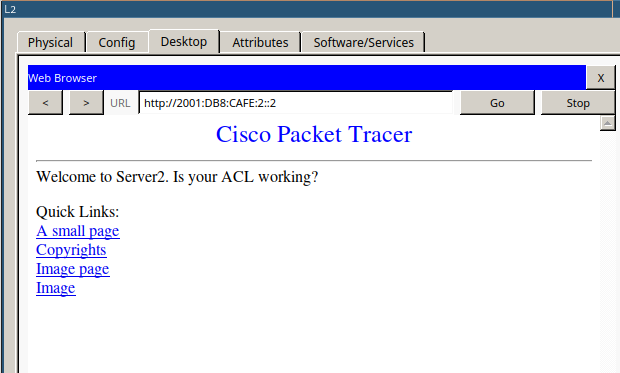 L2
Physical Config Desktop Attributes Software/Services
Web Browser X
< > URL http://2001:DB8:CAFE:2::2 Go Stop
Cisco Packet Tracer
Welcome to Server2. Is your ACL working?
Quick Links:
A small page
Copyrights
Image page
Image